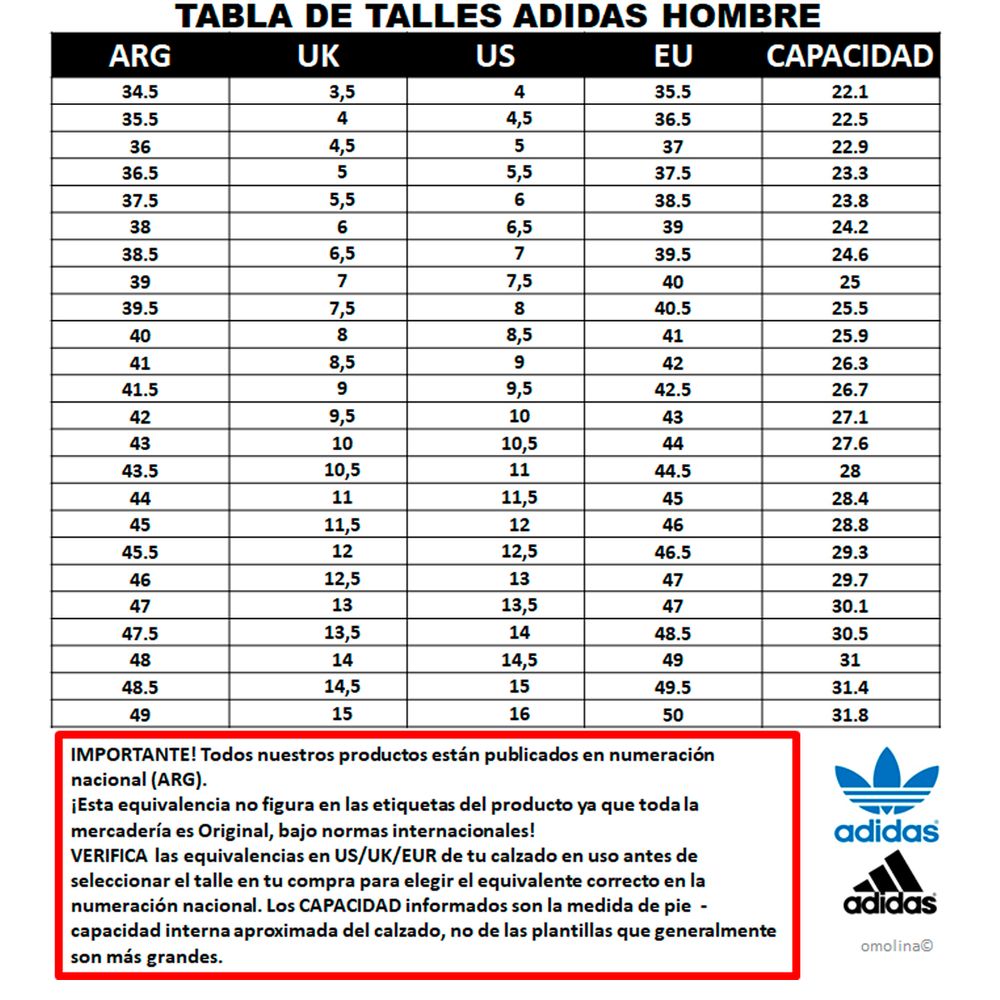 TABLA DE TALLES ADIDAS HOMBRE
ARG UK US EU CAPACIDAD
34.5 3,5 4 35.5 22.1
35.5 4 4,5 36.5 22.5
36 4,5 5 37 22.9
36.5 5 5,5 37.5 23.3
37.5 5,5 6 38.5 23.8
38 6 6,5 39 24.2
38.5 6,5 7 39.5 24.6
39 7 7,5 40 25
39.5 7,5 8 40.5 25.5
40 8 8,5 41 25.9
41 8,5 9 42 26.3
41.5 9 9,5 42.5 26.7
42 9,5 10 43 27.1
43 10 10,5 44 27.6
43.5 10,5 11 44.5 28
44 11 11,5 45 28.4
45 11,5 12 46 28.8
45.5 12 12,5 46.5 29.3
46 12,5 13 47 29.7
47 13 13,5 47 30.1
47.5 13,5 14 48.5 30.5
48 14 14,5 49 31
48.5 14,5 15 49.5 31.4
49 15 16 50 31.8
IMPORTANTE! Todos nuestros productos están publicados en numeración
nacional (ARG).
¡Esta equivalencia no figura en las etiquetas del producto ya que toda la
mercadería es Original, bajo normas internacionales!
VERIFICA las equivalencias en US/UK/EUR de tu calzado en uso antes de
seleccionar el talle en tu compra para elegir el equivalente correcto en la
numeración nacional. Los CAPACIDAD informados son la medida de pie -
capacidad interna aproximada del calzado, no de las plantillas que generalmente
son más grandes.
adidas®
adidas
omolina©